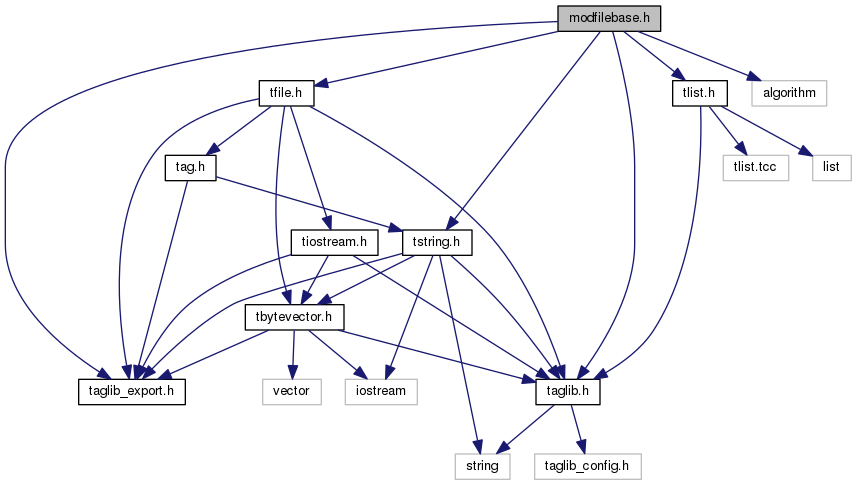 modfilebase.h
tfile.h
tlist.h
algorithm
tag.h
tlist.tcc
list
tiostream.h
tstring.h
tbytevector.h
taglib_export.h
vector
iostream
taglib.h
string
taglib_config.h